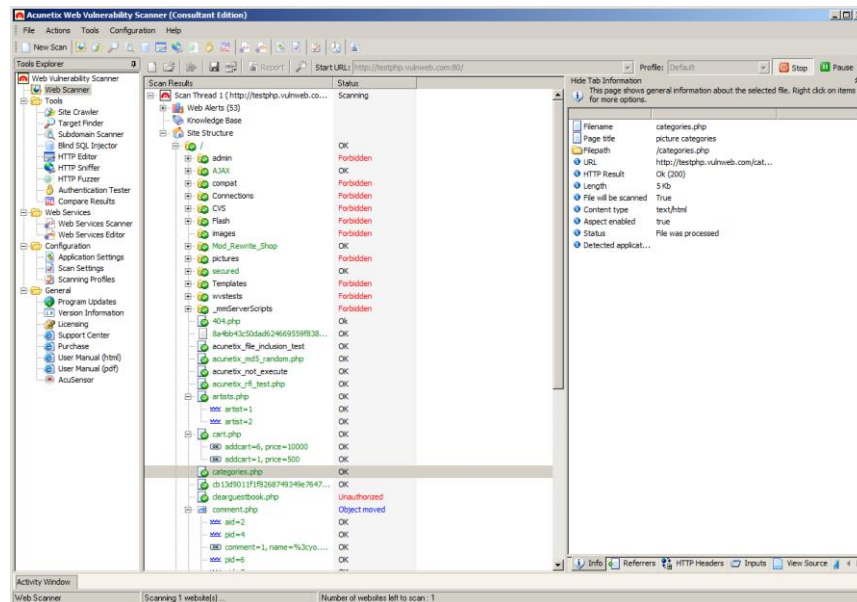 Acunetix Web Vulnerability Scanner (Consultant Edition)
File Actions Tools Configuration Help
New Scan
Tools Explorer
Report
Start URL: http://testphp.vulnweb.com:80/
Profile: Default
Stop
Pause
Web Vulnerability Scanner
Web Scanner
Tools
Site Crawler
Target Finder
Subdomain Scanner
Blind SQL Injector
HTTP Editor
HTTP Sniffer
HTTP Fuzzer
Authentication Tester
Compare Results
Web Services
Web Services Scanner
Web Services Editor
Configuration
Application Settings
Scan Settings
Scanning Profiles
General
Program Updates
Version Information
Licensing
Support Center
Purchase
User Manual (html)
User Manual (pdf)
AcuSensor
Scan Results Status
Scan Thread 1 ( http://testphp.vulnweb.co... Scanning
Web Alerts (53)
Knowledge Base
Site Structure
/ OK
admin Forbidden
AJAX OK
compat Forbidden
Connections Forbidden
CVS Forbidden
Flash Forbidden
images Forbidden
Mod_Rewrite_Shop OK
pictures Forbidden
secured OK
Templates Forbidden
wvstests Forbidden
_mmServerScripts Forbidden
404.php Ok
8a4bb43c50dad624669559f838... OK
acunetix_file_inclusion_test OK
acunetix_md5_random.php OK
acunetix_not_execute OK
acunetix_rfi_test.php OK
artists.php OK
artist=1 OK
artist=2 OK
cart.php OK
addcart=6, price=10000 OK
addcart=1, price=500 OK
categories.php OK
cb13d9011f1f8268749349e7647... OK
clearguestbook.php Unauthorized
comment.php Object moved
aid=2 OK
pid=4 OK
comment=1, name=%3cyo.... OK
pid=6 OK
Hide Tab Information
This page shows general information about the selected file. Right click on items
for more options.
Filename categories.php
Page title picture categories
Filepath /categories.php
URL http://testphp.vulnweb.com/cat...
HTTP Result Ok (200)
Length 5 Kb
File will be scanned True
Content type text/html
Aspect enabled true
Status File was processed
Detected applicat...
Info Referrers HTTP Headers Inputs View Source
Activity Window
Web Scanner Scanning 1 website(s) ... Number of websites left to scan : 1